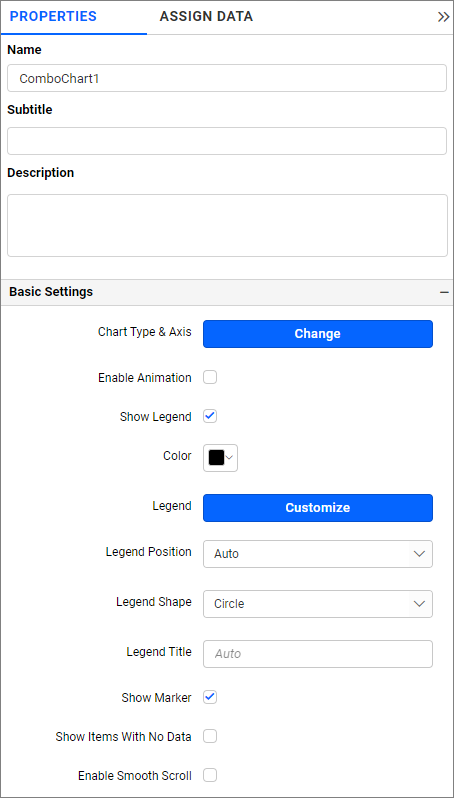 PROPERTIES ASSIGN DATA
Name
ComboChart1
Subtitle
Description
Basic Settings
Chart Type & Axis Change
Enable Animation
Show Legend
Color
Legend Customize
Legend Position Auto
Legend Shape Circle
Legend Title Auto
Show Marker
Show Items With No Data
Enable Smooth Scroll